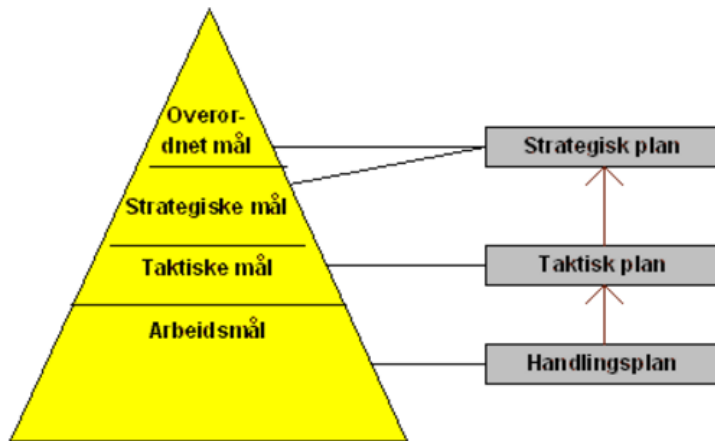 Overor-
dnet mål
Strategiske mål
Taktiske mål
Arbeidsmål
Strategisk plan
Taktisk plan
Handlingsplan